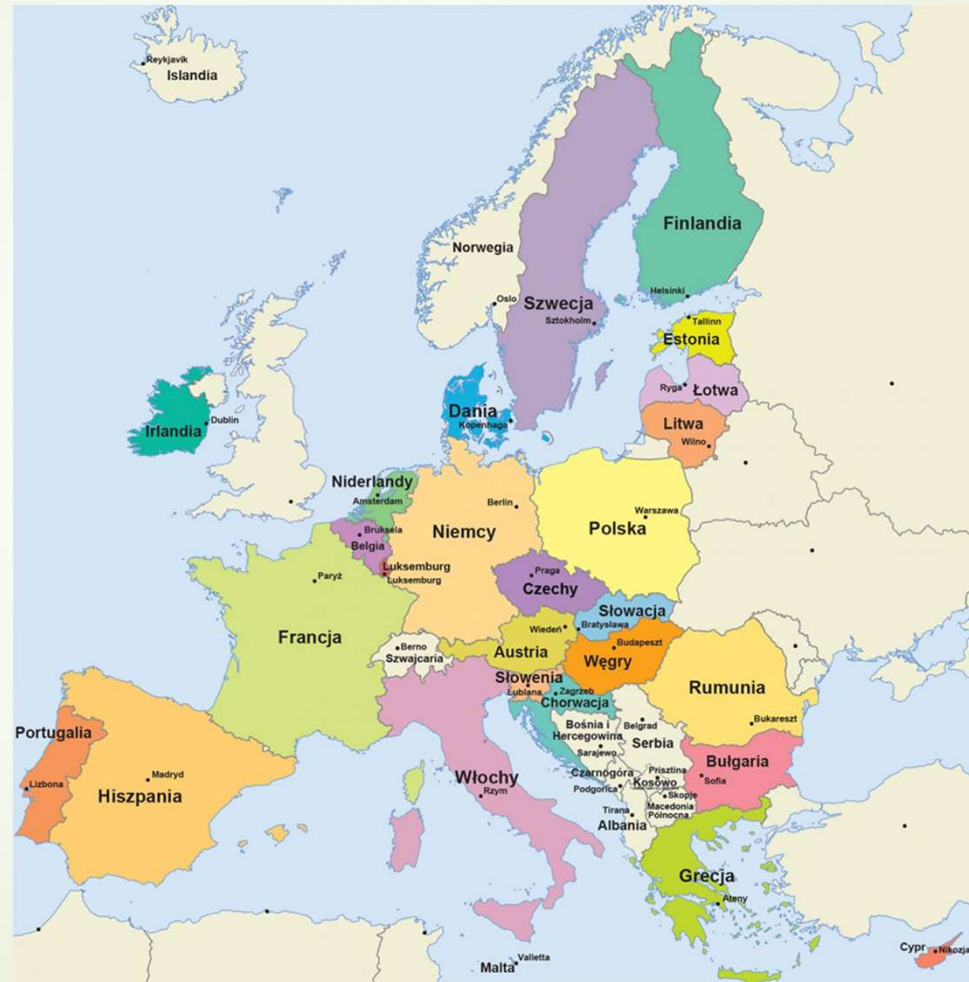 Reykjavik
Islandia
Finlandia
Norwegia
Helsinki
Oslo
Szwecja
Sztokholm
Tallinn
Estonia
Ryga
Łotwa
Dania
Kopenhaga
Litwa
Wilno
Dublin
Irlandia
Niderlandy
Amsterdam
Berlin
Warszawa
Niemcy
Polska
Bruksela
Belgia
Luksemburg
Luksemburg
Paryż
Praga
Czechy
Francja
Słowacja
Bratysława
Wiedeń
Austria
Budapeszt
Węgry
Berno
Szwajcaria
Słowenia
Lublana
Zagrzeb
Chorwacja
Rumunia
Bukareszt
Bośnia i
Hercegowina
Sarajewo
Belgrad
Serbia
Portugalia
Lizbona
Madryd
Hiszpania
Włochy
Rzym
Czarnogóra
Podgorica
Prisztina
Kosowo
Bułgaria
Sofia
Skopje
Macedonia
Północna
Tirana
Albania
Grecja
Ateny
Valletta
Malta
Cypr
Nikozja